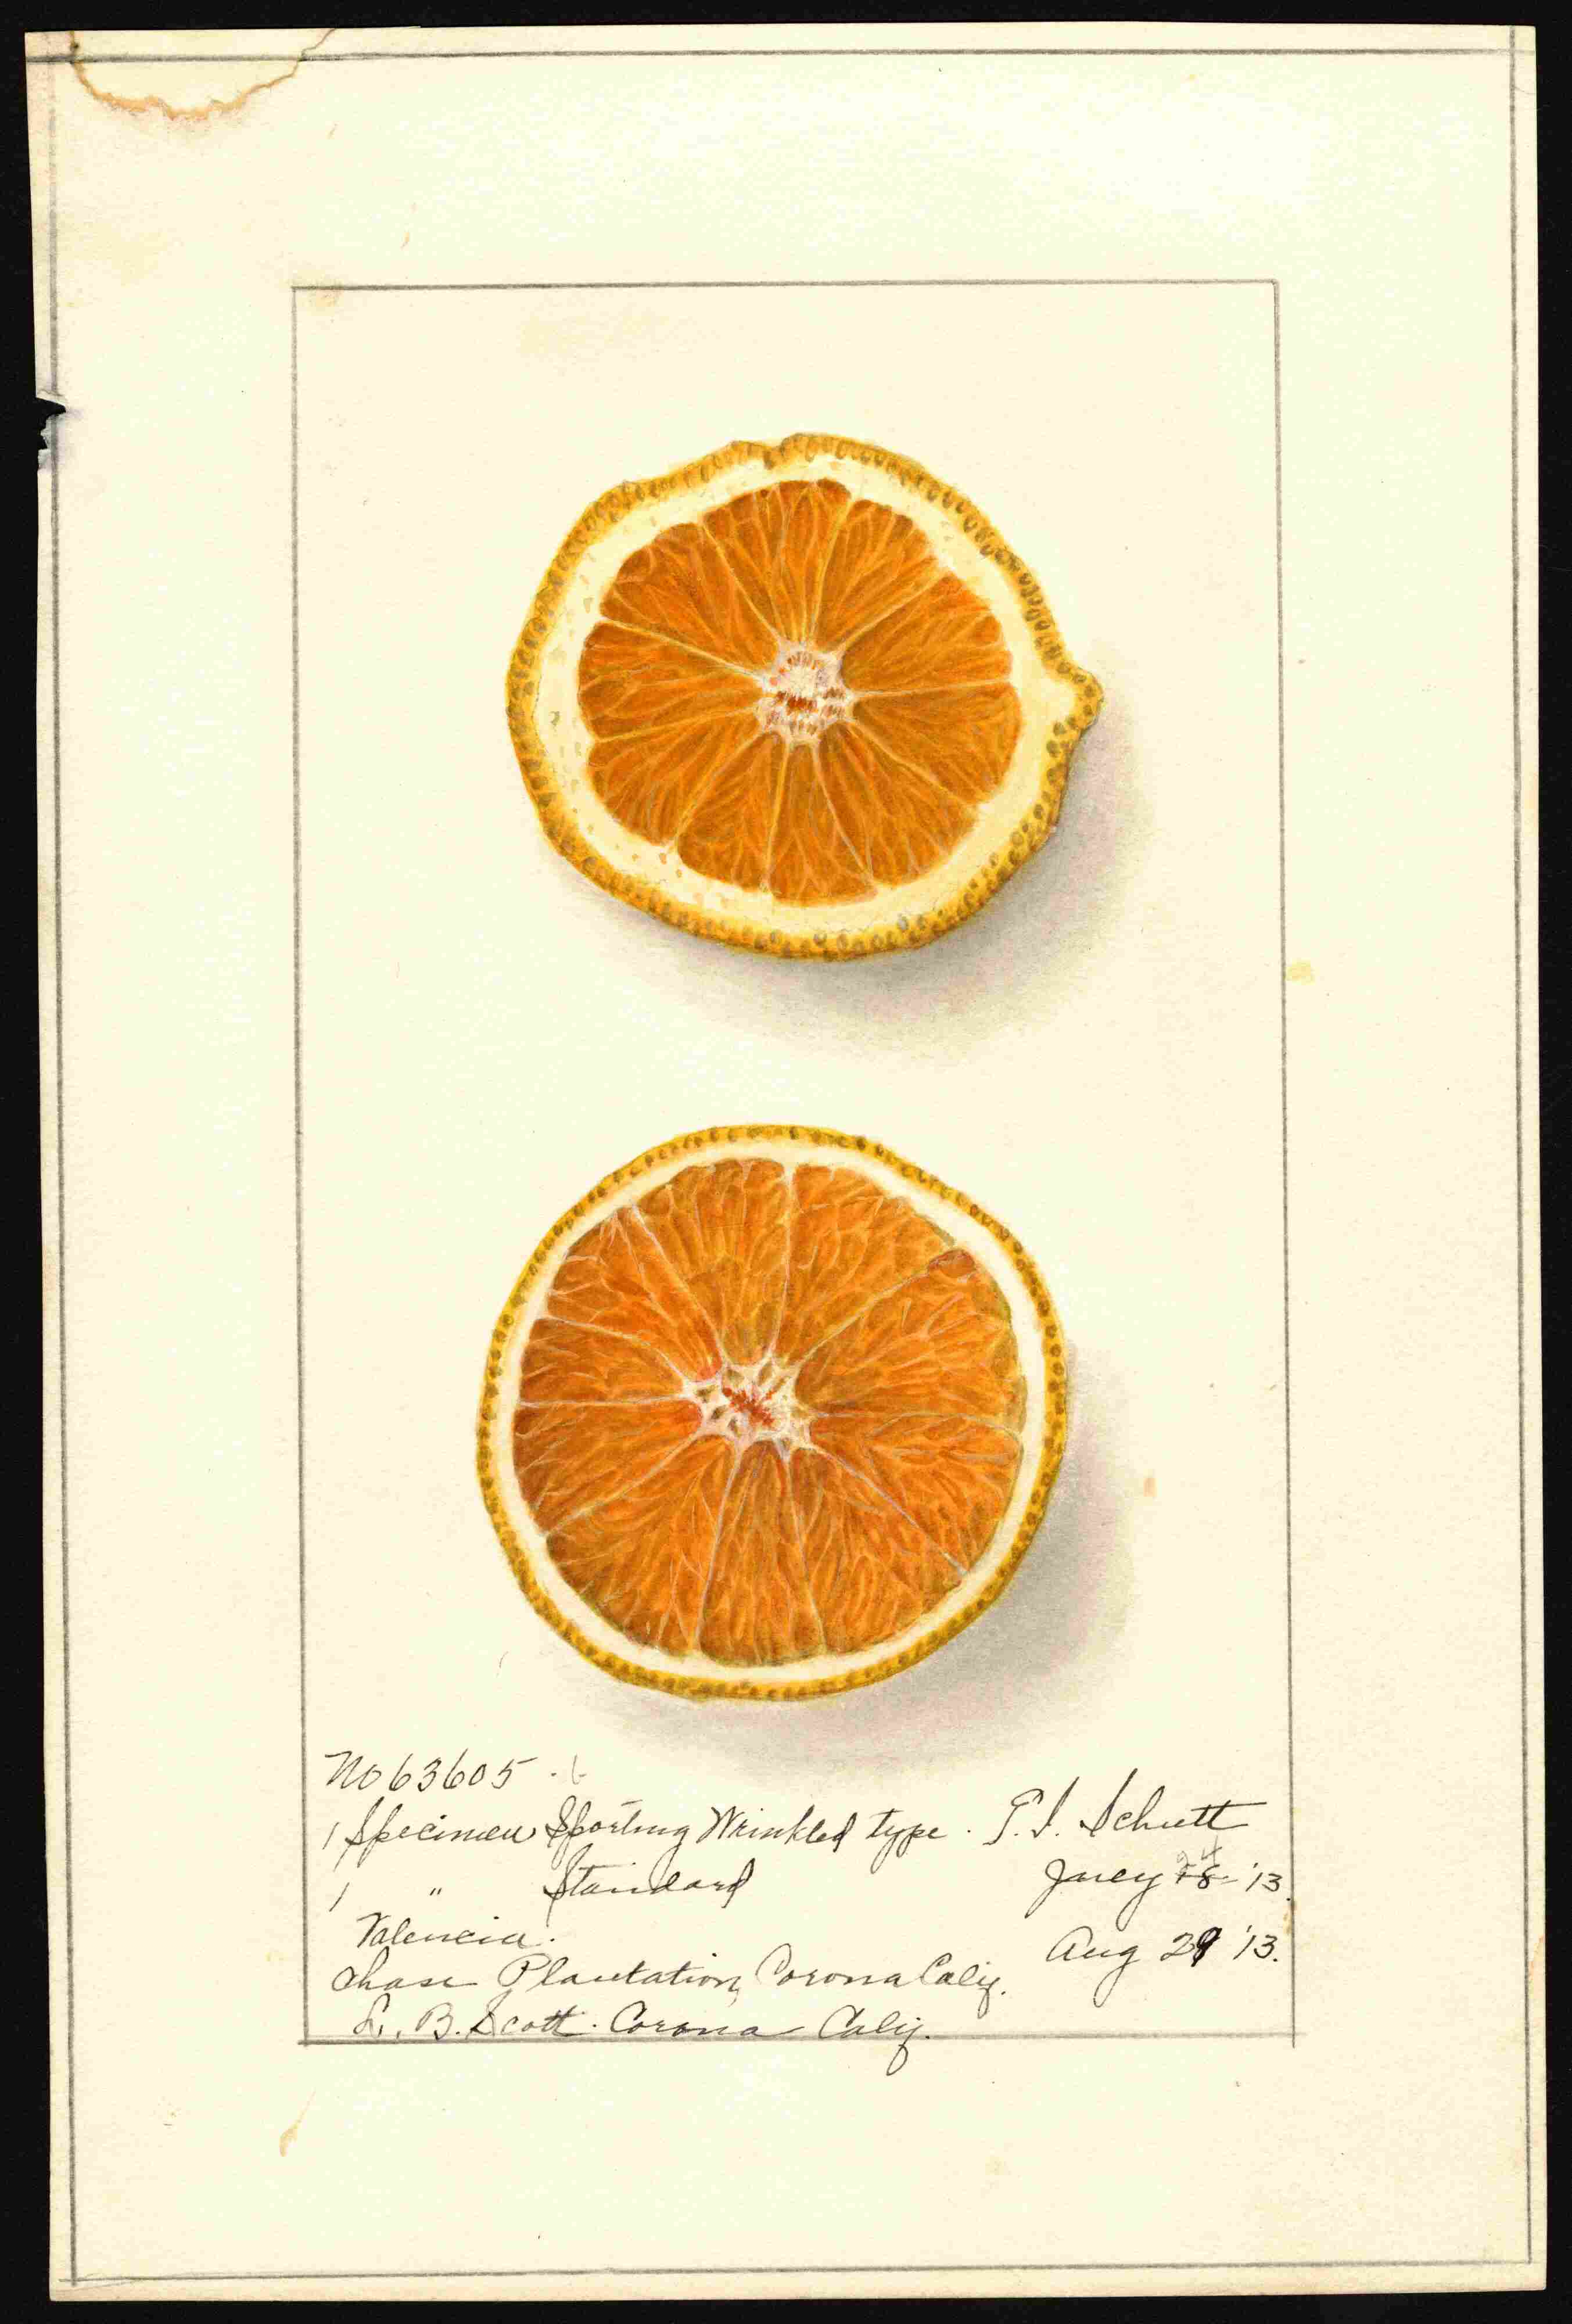 No 63605 . b
1 Specimen Sporting Wrinkled type . E. I. Schutt
1 " Standard July 24 '13
Valencia. Aug 29 '13.
Chase Plantation, Corona Calif.
L. B. Scott. Corona Calif.